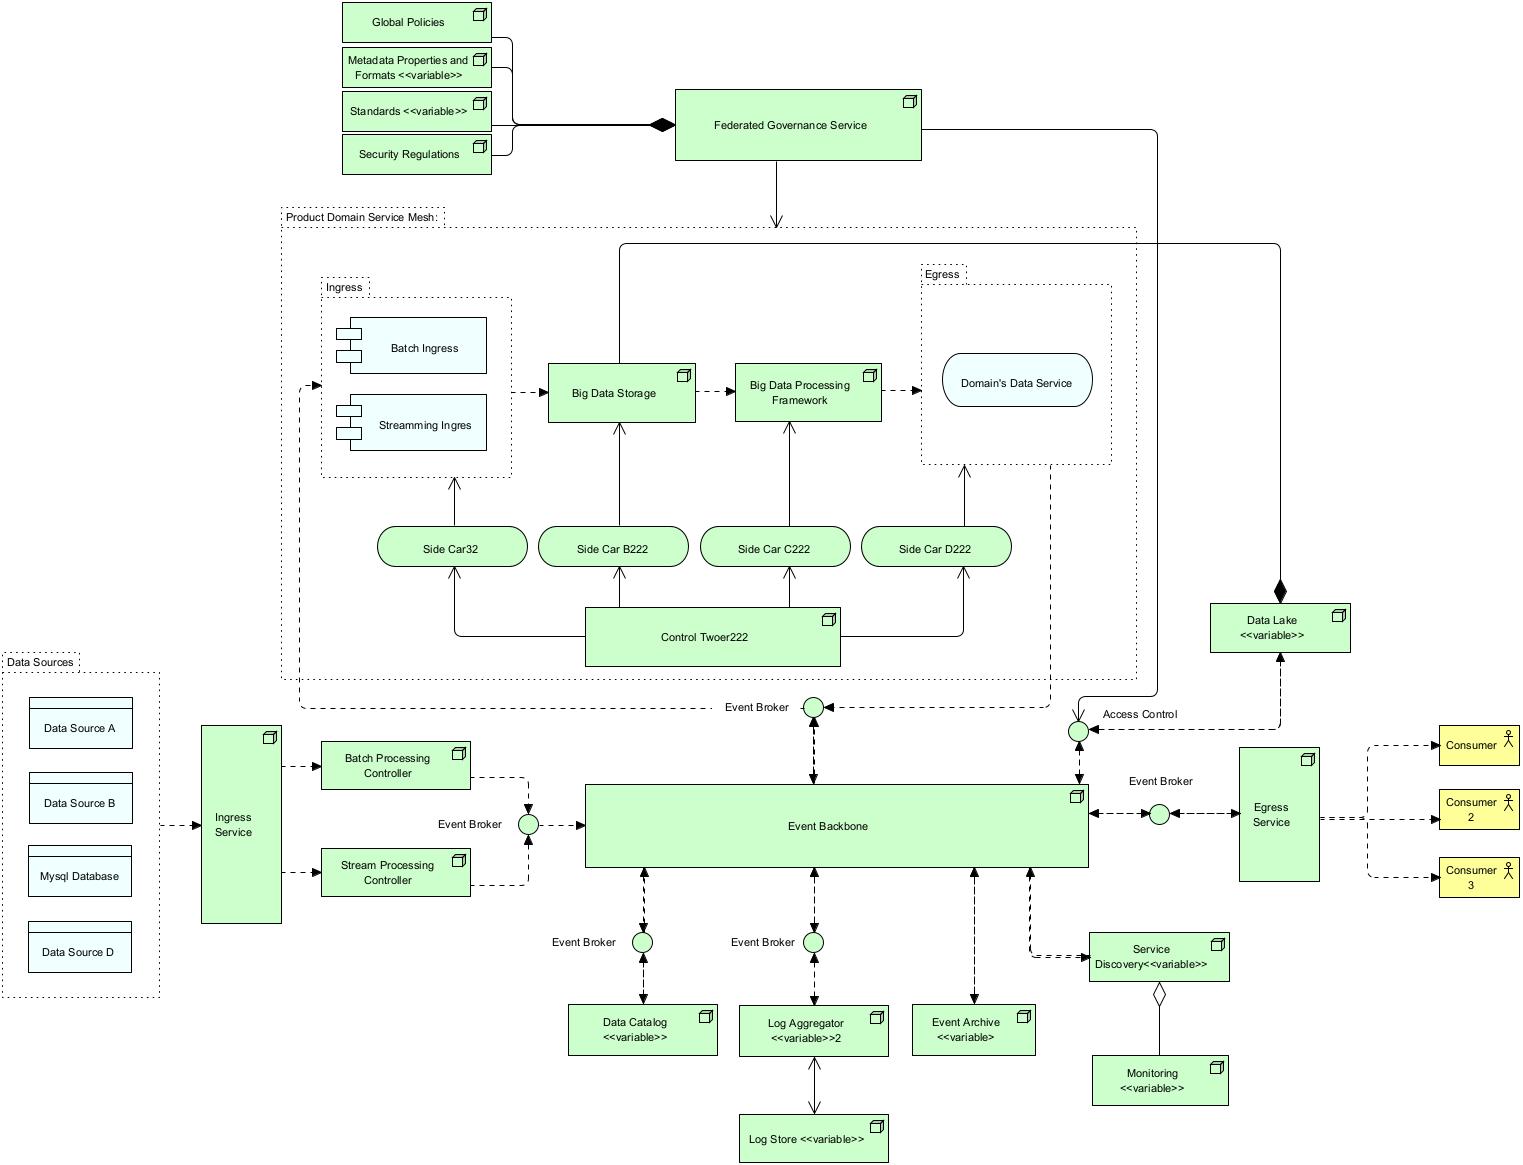 Global Policies
Metadata Properties and
Formats <<variable>>
Standards <<variable>>
Security Regulations
Federated Governance Service
Product Domain Service Mesh:
Ingress
Batch Ingress
Streamming Ingres
Big Data Storage
Big Data Processing
Framework
Egress
Domain's Data Service
Side Car32
Side Car B222
Side Car C222
Side Car D222
Control Twoer222
Data Lake
<<variable>>
Data Sources
Data Source A
Data Source B
Mysql Database
Data Source D
Ingress
Service
Batch Processing
Controller
Stream Processing
Controller
Event Broker
Event Broker
Access Control
Event Backbone
Event Broker
Egress
Service
Consumer
Consumer
2
Consumer
3
Event Broker
Event Broker
Data Catalog
<<variable>>
Log Aggregator
<<variable>>2
Event Archive
<<variable>
Service
Discovery<<variable>>
Monitoring
<<variable>>
Log Store <<variable>>